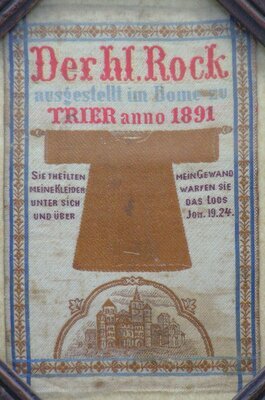 Der hl. Rock
ausgestellt im Dome zu
TRIER anno 1891
SIE THEILTEN
MEINE KLEIDER
UNTER SICH
UND ÜBER
MEIN GEWAND
WARFEN SIE
DAS LOOS
Joh. 19.24.